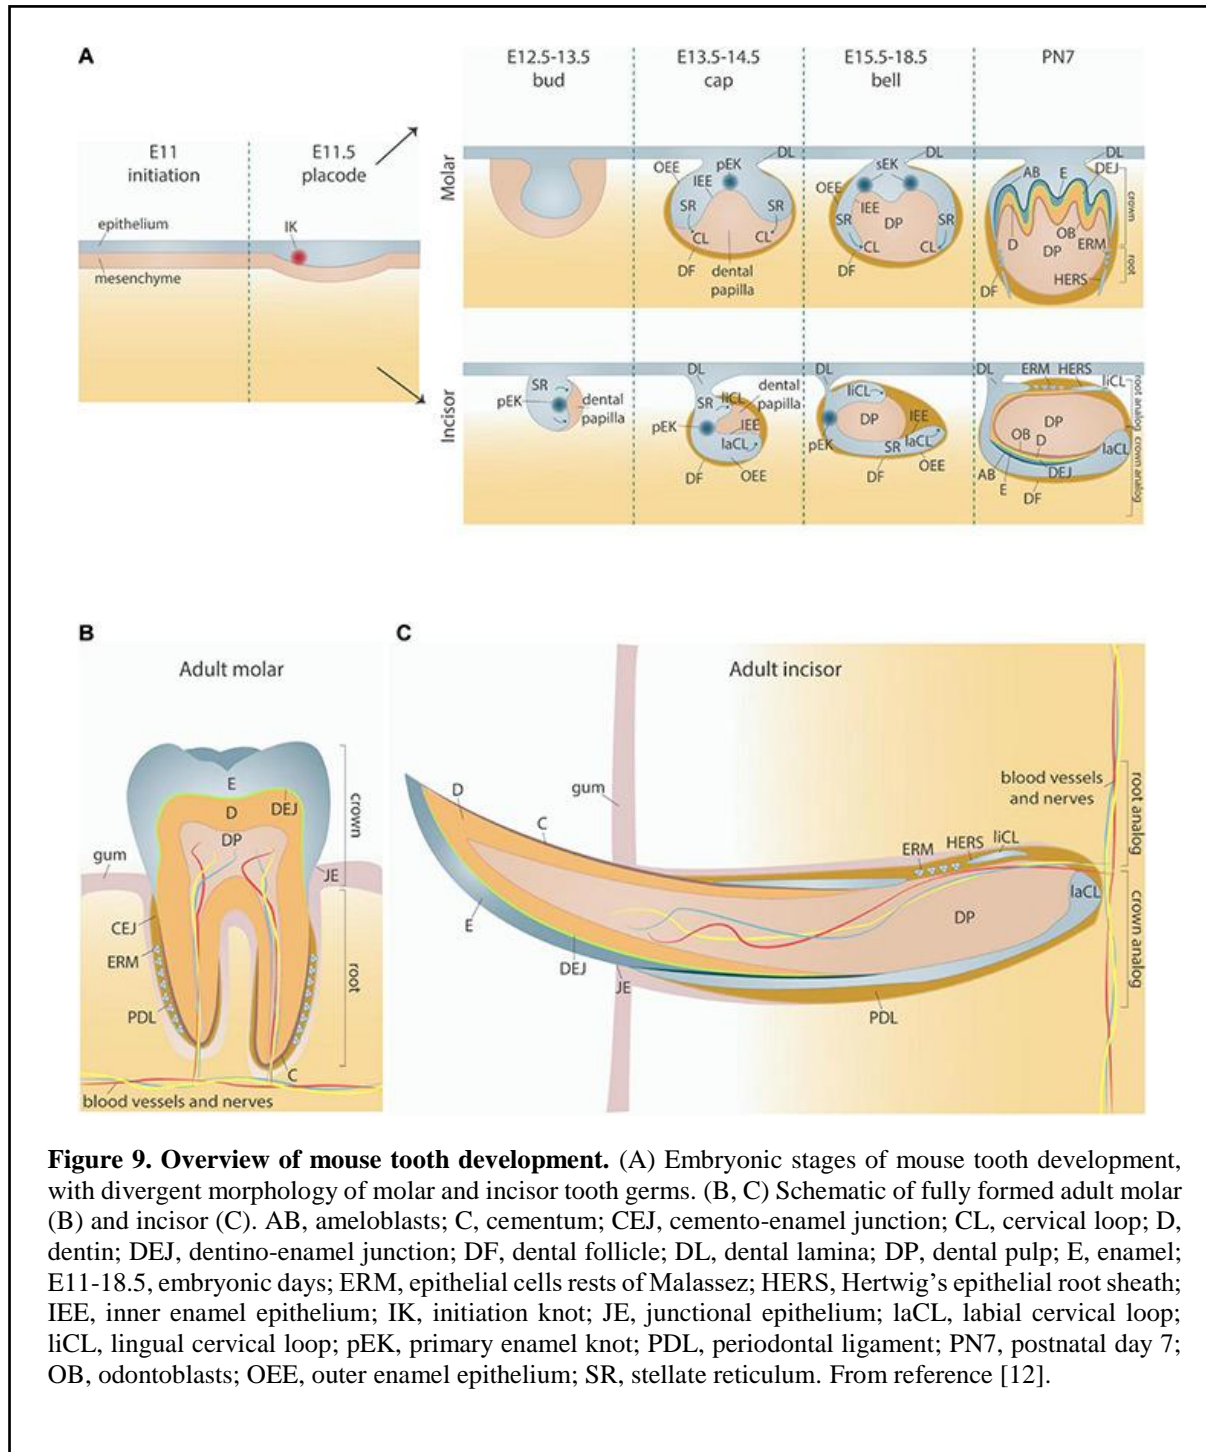 A
E11
initiation
E11.5
placode
epithelium
mesenchyme
IK
E12.5-13.5
bud
E13.5-14.5
cap
E15.5-18.5
bell
PN7
Molar
OEE
pEK
DL
IEE
SR
SR
CL
CL
DF
dental
papilla
sEK
DL
OEE
IEE
DP
SR
SR
CL
CL
DF
DL
AB
E
DEJ
crown
D
OB
DP
ERM
root
HERS
DF
Incisor
SR
pEK
dental
papilla
DL
dental
papilla
SR
liCL
pEK
IEE
laCL
DF
OEE
DL
liCL
DP
IEE
pEK
SR
laCL
DF
OEE
DL
ERM
HERS
liCL
root analog
DP
OB
D
laCL
DEJ
AB
E
DF
crown analog
B
Adult molar
E
D
DEJ
DP
crown
gum
JE
CEJ
ERM
root
PDL
C
blood vessels and nerves
C
Adult incisor
D
gum
C
blood vessels
and nerves
root analog
ERM
HERS
liCL
laCL
E
DP
DEJ
JE
crown analog
PDL
Figure 9. Overview of mouse tooth development. (A) Embryonic stages of mouse tooth development,
with divergent morphology of molar and incisor tooth germs. (B, C) Schematic of fully formed adult molar
(B) and incisor (C). AB, ameloblasts; C, cementum; CEJ, cemento-enamel junction; CL, cervical loop; D,
dentin; DEJ, dentino-enamel junction; DF, dental follicle; DL, dental lamina; DP, dental pulp; E, enamel;
E11-18.5, embryonic days; ERM, epithelial cells rests of Malassez; HERS, Hertwig’s epithelial root sheath;
IEE, inner enamel epithelium; IK, initiation knot; JE, junctional epithelium; laCL, labial cervical loop;
liCL, lingual cervical loop; pEK, primary enamel knot; PDL, periodontal ligament; PN7, postnatal day 7;
OB, odontoblasts; OEE, outer enamel epithelium; SR, stellate reticulum. From reference [12].